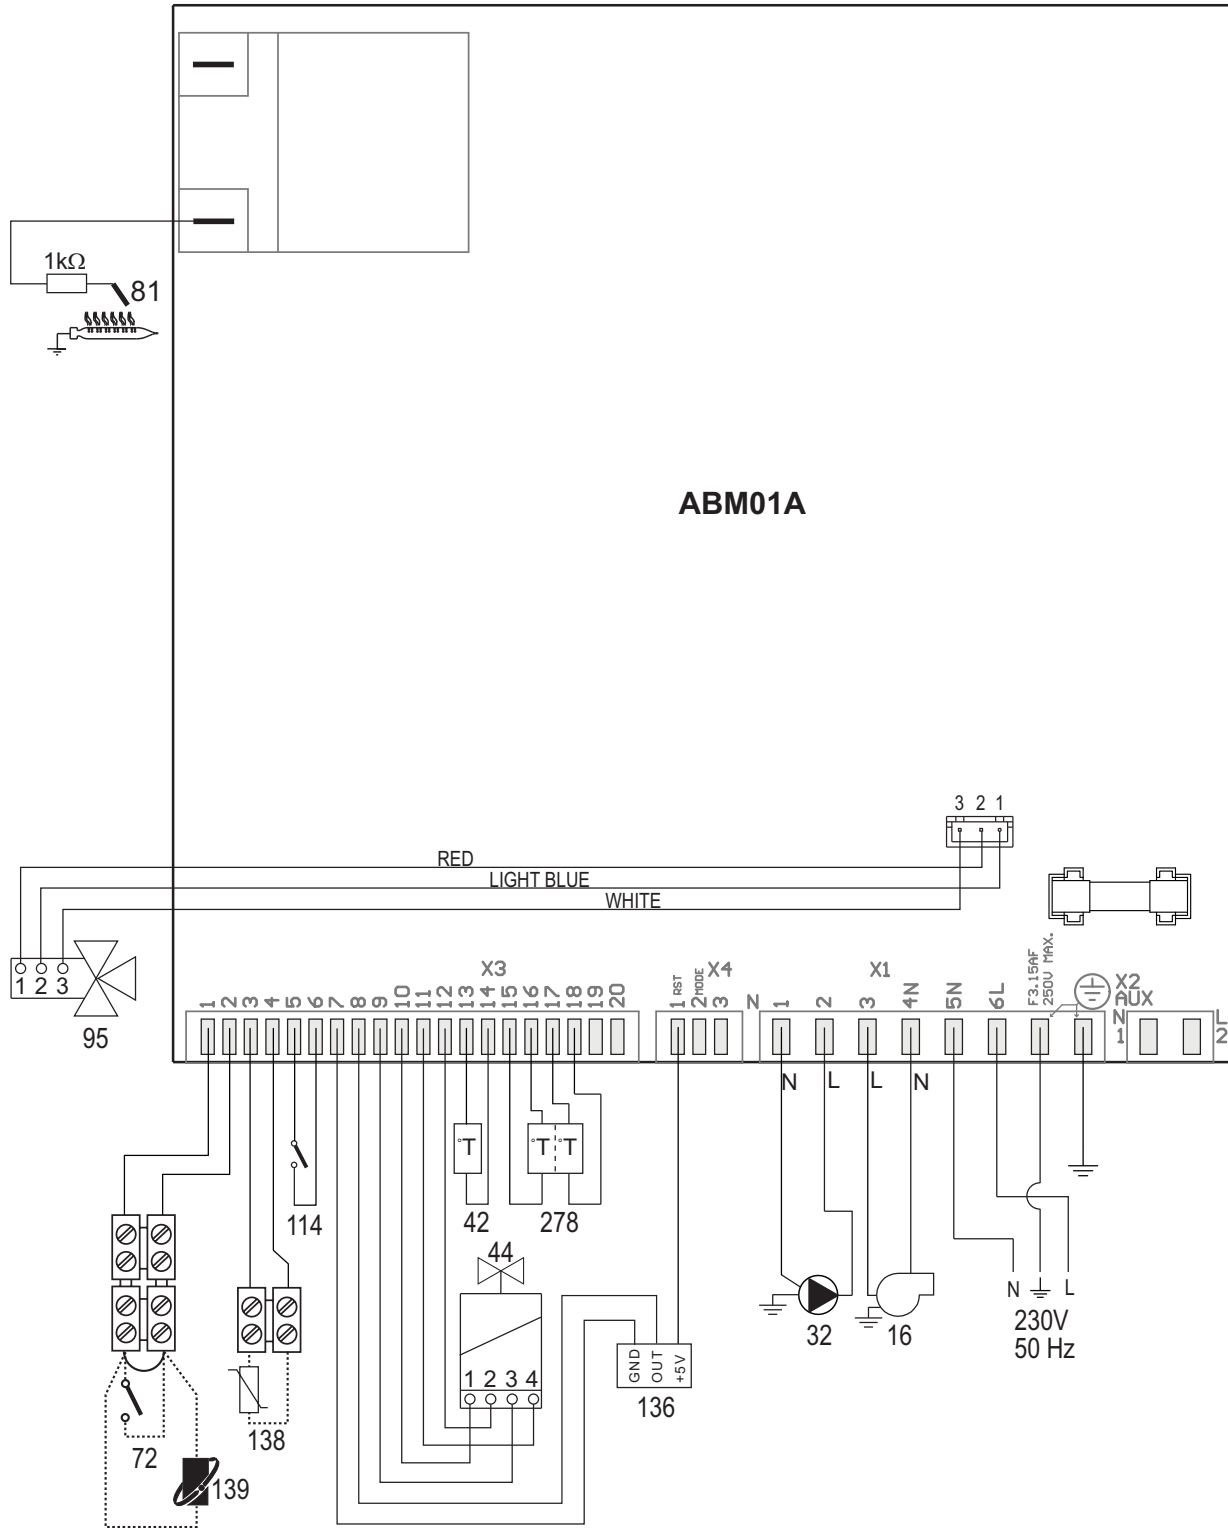 1kΩ
81
ABM01A
3 2 1
RED
LIGHT BLUE
WHITE
1 2 3
95
X3
1 2 3 4 5 6 7 8 9 10 11 12 13 14 15 16 17 18 19 20
X4
1 RST
2 MODE
3
N
X1
1 2 3 4N 5N 6L
F3.15AF
250V MAX.
X2
AUX
N
1
L
2
N L L N
°T
°T °T
114
42
278
44
N L
230V
50 Hz
32
16
GND
OUT
+5V
1 2 3 4
136
72
138
139